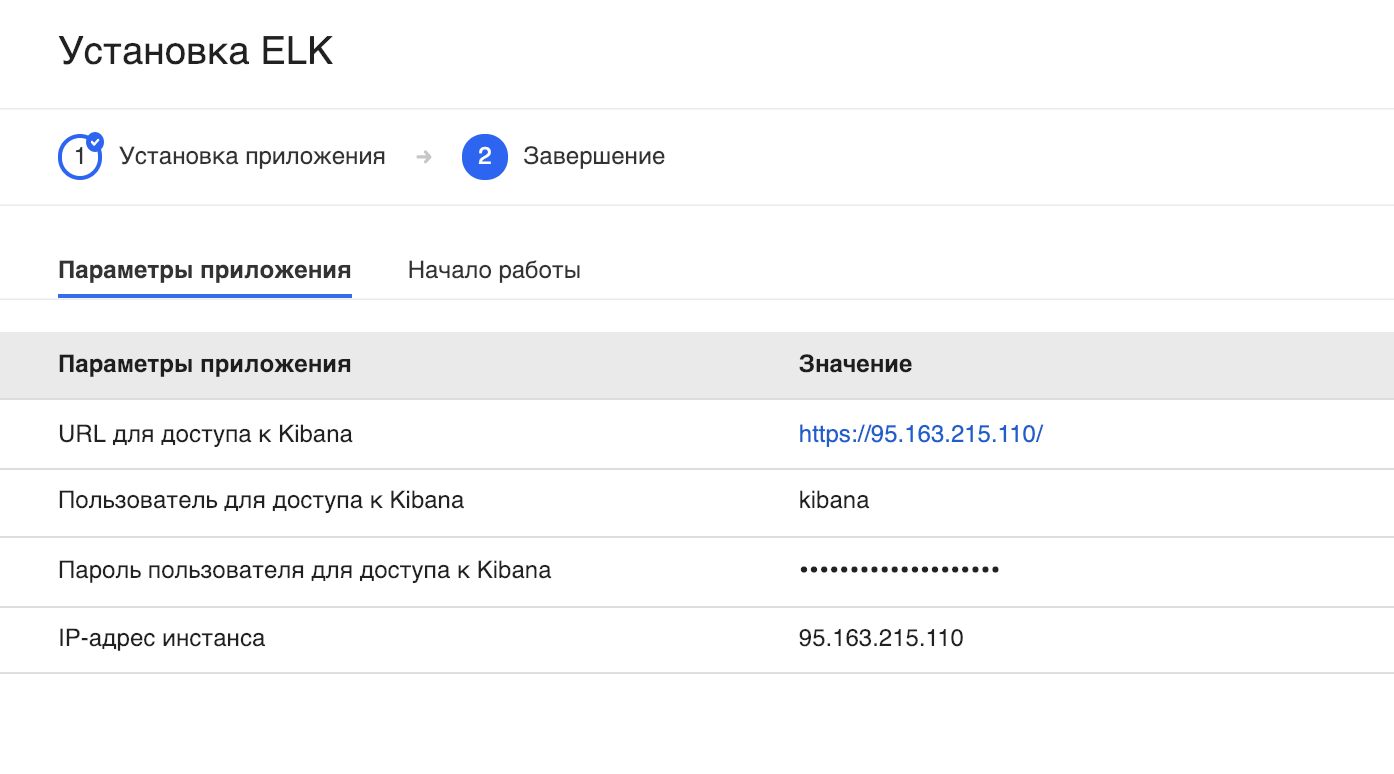 Установка ELK
1 Установка приложения → 2 Завершение
Параметры приложения Начало работы
Параметры приложения Значение
URL для доступа к Kibana https://95.163.215.110/
Пользователь для доступа к Kibana kibana
Пароль пользователя для доступа к Kibana ••••••••••••••••••••
IP-адрес инстанса 95.163.215.110